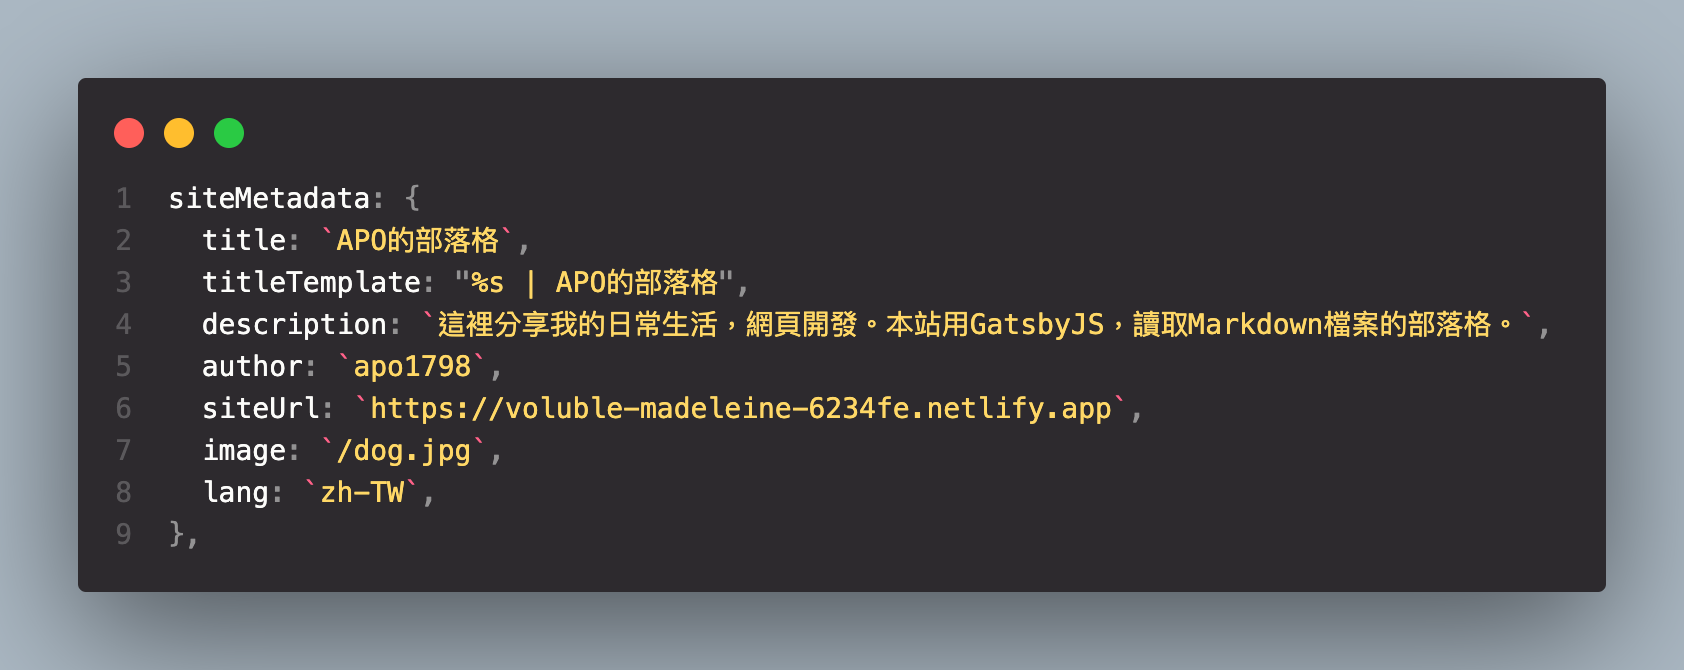 1 siteMetadata: {
2 title: `APO的部落格`,
3 titleTemplate: "%s | APO的部落格",
4 description: `這裡分享我的日常生活，網頁開發。本站用GatsbyJS，讀取Markdown檔案的部落格。`,
5 author: `apo1798`,
6 siteUrl: `https://voluble-madeleine-6234fe.netlify.app`,
7 image: `/dog.jpg`,
8 lang: `zh-TW`,
9 },